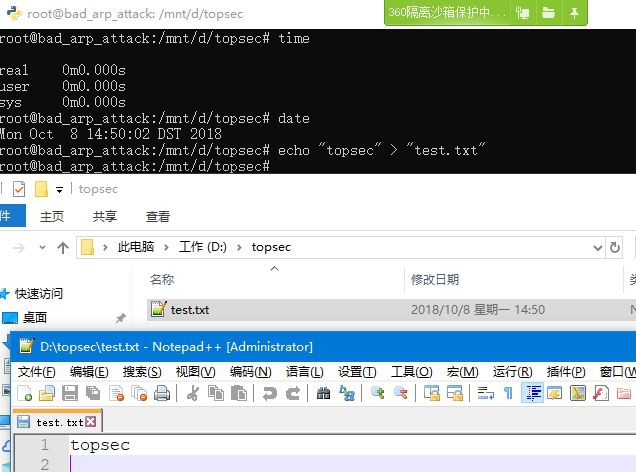 root@bad_arp_attack: /mnt/d/topsec
360隔离沙箱保护中...
root@bad_arp_attack:/mnt/d/topsec# time
real 0m0.000s
user 0m0.000s
sys 0m0.000s
root@bad_arp_attack:/mnt/d/topsec# date
Mon Oct  8 14:50:02 DST 2018
root@bad_arp_attack:/mnt/d/topsec# echo "topsec" > "test.txt"
root@bad_arp_attack:/mnt/d/topsec#
topsec
件 主页 共享 查看
此电脑 工作 (D:) topsec
名称 修改日期
快速访问
test.txt 2018/10/8 星期一 14:50
桌面
D:\topsec\test.txt - Notepad++ [Administrator]
文件(F) 编辑(E) 搜索(S) 视图(V) 编码(N) 语言(L) 设置(T) 工具(O) 宏(M) 运行(R) 插件(P) 窗口(W
test.txt
1 topsec
2